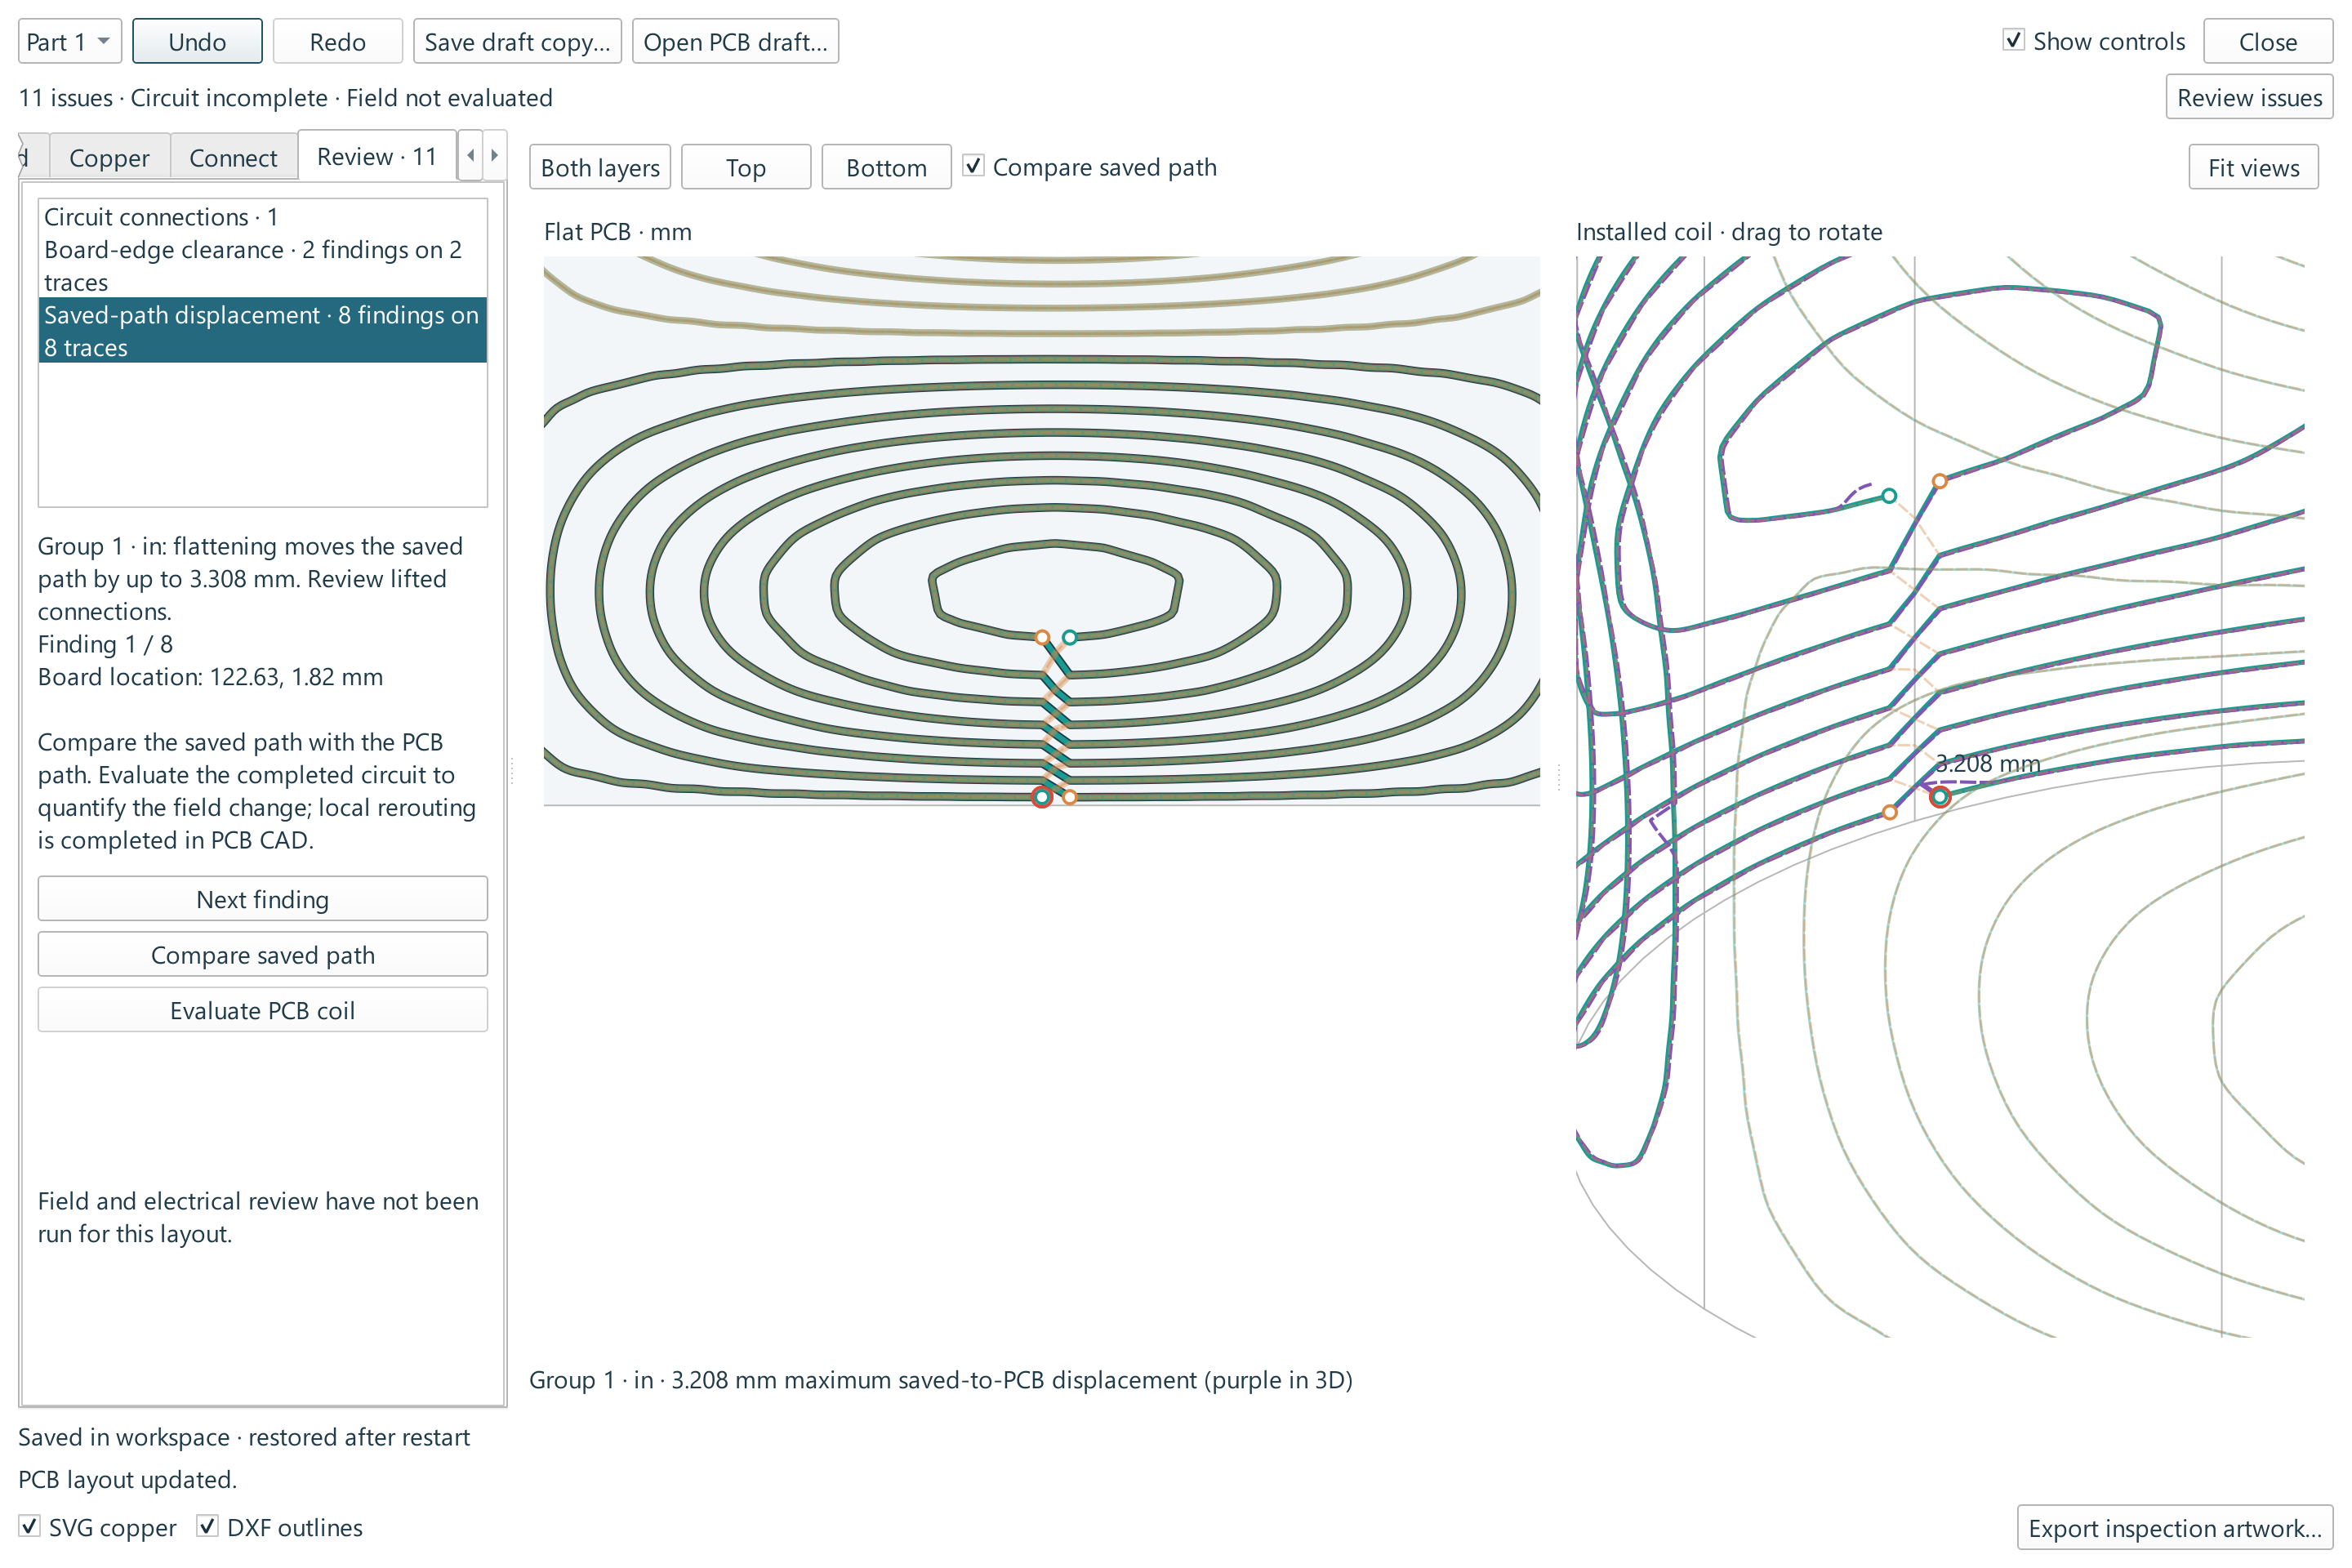 Part 1
Undo
Redo
Save draft copy...
Open PCB draft...
Show controls
Close
11 issues · Circuit incomplete · Field not evaluated
Review issues
d
Copper
Connect
Review · 11
Both layers
Top
Bottom
Compare saved path
Fit views
Circuit connections · 1
Board-edge clearance · 2 findings on 2
traces
Saved-path displacement · 8 findings on
8 traces
Group 1 · in: flattening moves the saved
path by up to 3.308 mm. Review lifted
connections.
Finding 1 / 8
Board location: 122.63, 1.82 mm
Compare the saved path with the PCB
path. Evaluate the completed circuit to
quantify the field change; local rerouting
is completed in PCB CAD.
Next finding
Compare saved path
Evaluate PCB coil
Field and electrical review have not been
run for this layout.
Flat PCB · mm
Installed coil · drag to rotate
3.208 mm
Group 1 · in · 3.208 mm maximum saved-to-PCB displacement (purple in 3D)
Saved in workspace · restored after restart
PCB layout updated.
SVG copper
DXF outlines
Export inspection artwork...